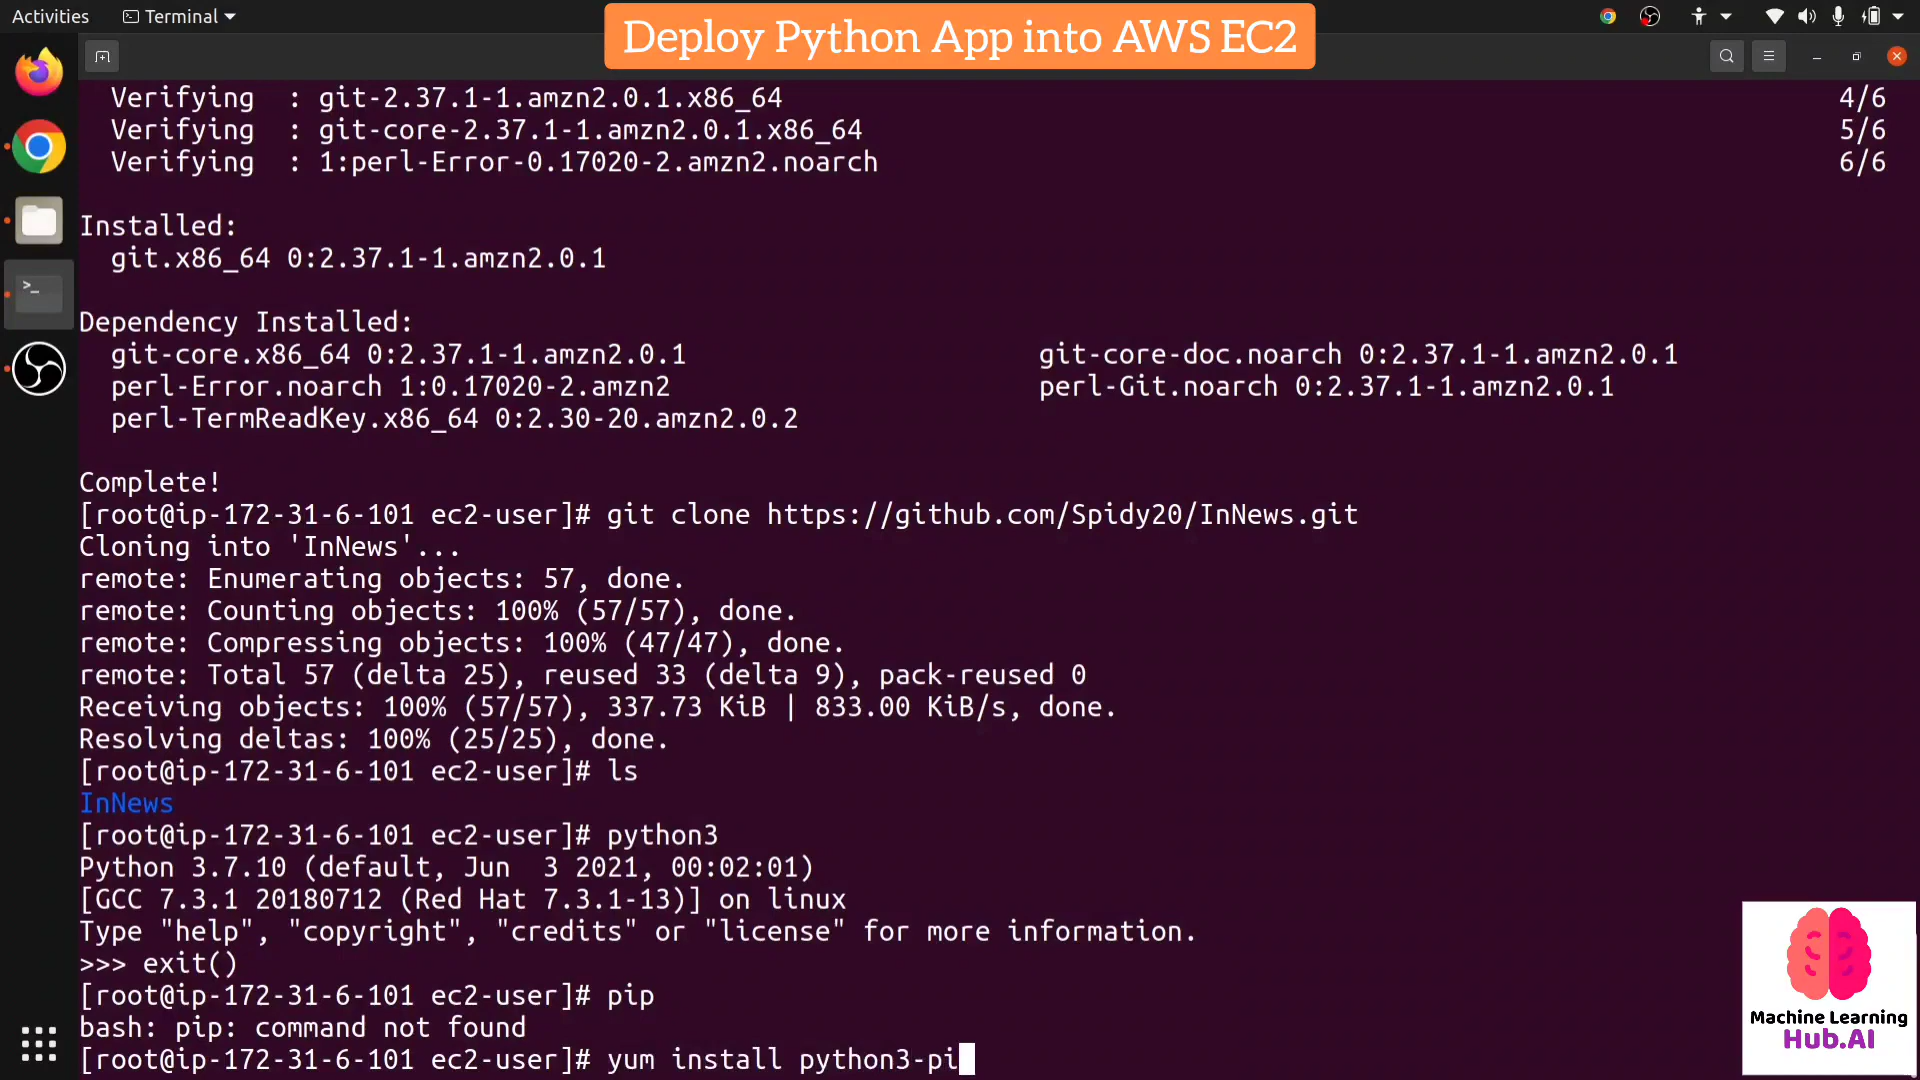 Activities Terminal
Deploy Python App into AWS EC2
Verifying : git-2.37.1-1.amzn2.0.1.x86_64 4/6
Verifying : git-core-2.37.1-1.amzn2.0.1.x86_64 5/6
Verifying : 1:perl-Error-0.17020-2.amzn2.noarch 6/6
Installed:
git.x86_64 0:2.37.1-1.amzn2.0.1
Dependency Installed:
git-core.x86_64 0:2.37.1-1.amzn2.0.1 git-core-doc.noarch 0:2.37.1-1.amzn2.0.1
perl-Error.noarch 1:0.17020-2.amzn2 perl-Git.noarch 0:2.37.1-1.amzn2.0.1
perl-TermReadKey.x86_64 0:2.30-20.amzn2.0.2
Complete!
[root@ip-172-31-6-101 ec2-user]# git clone https://github.com/Spidy20/InNews.git
Cloning into 'InNews'...
remote: Enumerating objects: 57, done.
remote: Counting objects: 100% (57/57), done.
remote: Compressing objects: 100% (47/47), done.
remote: Total 57 (delta 25), reused 33 (delta 9), pack-reused 0
Receiving objects: 100% (57/57), 337.73 KiB | 833.00 KiB/s, done.
Resolving deltas: 100% (25/25), done.
[root@ip-172-31-6-101 ec2-user]# ls
InNews
[root@ip-172-31-6-101 ec2-user]# python3
Python 3.7.10 (default, Jun  3 2021, 00:02:01)
[GCC 7.3.1 20180712 (Red Hat 7.3.1-13)] on linux
Type "help", "copyright", "credits" or "license" for more information.
>>> exit()
[root@ip-172-31-6-101 ec2-user]# pip
bash: pip: command not found
[root@ip-172-31-6-101 ec2-user]# yum install python3-pi
Machine Learning
Hub.AI